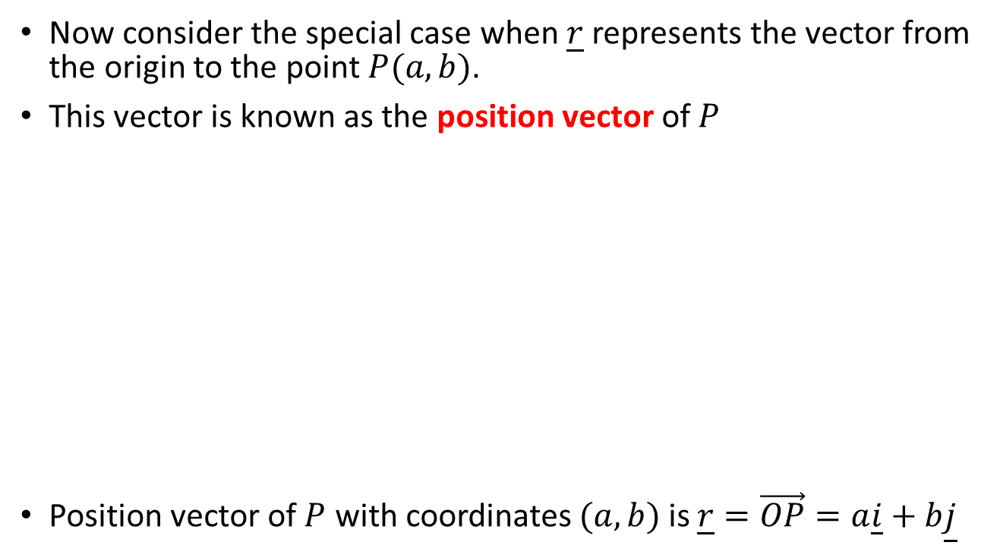 • Now consider the special case when r̲ represents the vector from
the origin to the point P(a, b).
• This vector is known as the position vector of P
• Position vector of P with coordinates (a, b) is r̲ = \overrightarrow{OP} = ai̲ + bj̲